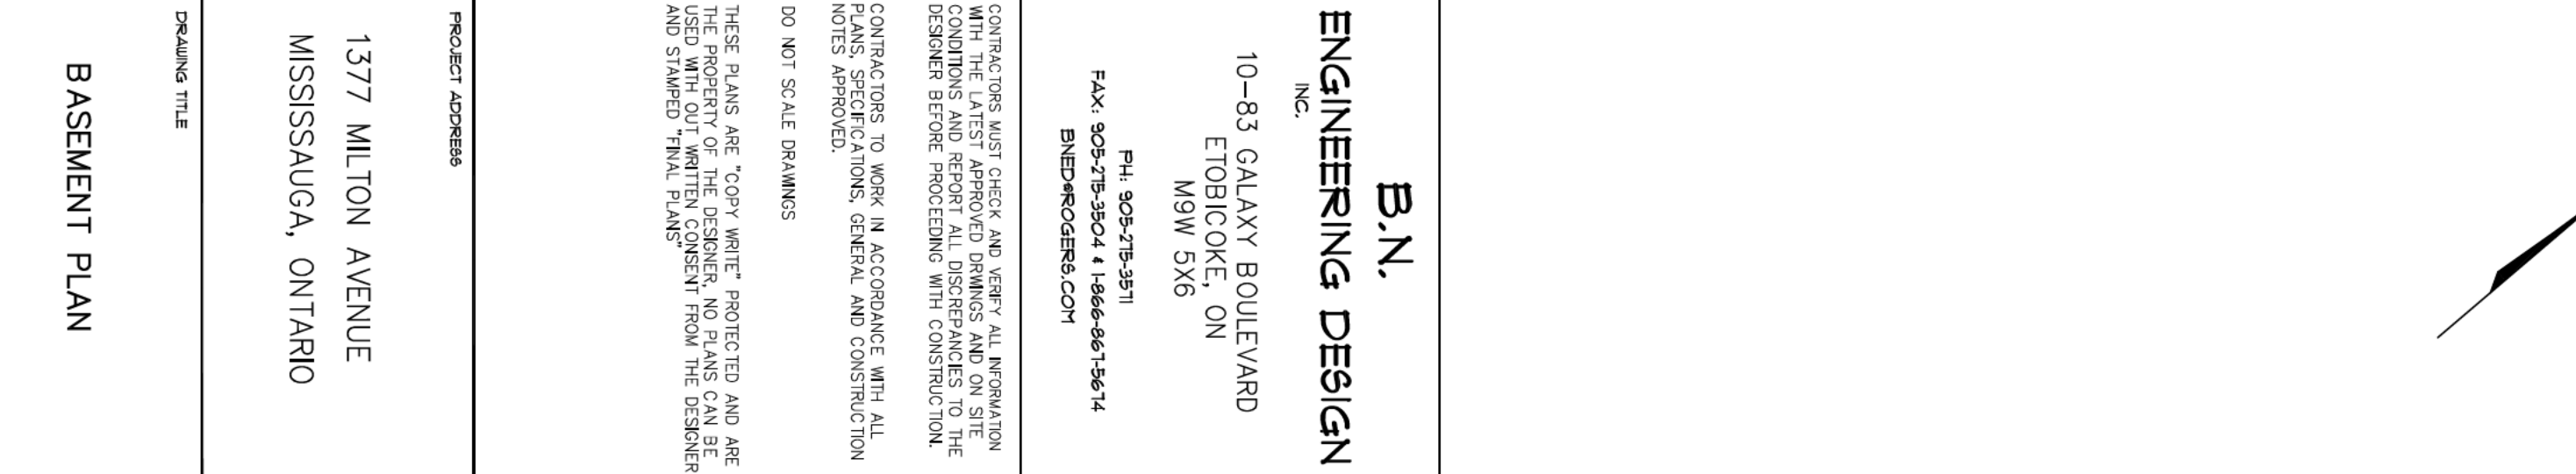 B.N.
ENGINEERING DESIGN
INC.
10-83 GALAXY BOULEVARD
ETOBICOKE, ON
M9W 5X6
PH: 905-275-3571
FAX: 905-275-3504 & 1-866-867-5674
BNED@ROGERS.COM
CONTRACTORS MUST CHECK AND VERIFY ALL INFORMATION
WITH THE LATEST APPROVED DRWINGS AND ON SITE
CONDITIONS AND REPORT ALL DISCREPANCIES TO THE
DESIGNER BEFORE PROCEEDING WITH CONSTRUCTION.
CONTRACTORS TO WORK IN ACCORDANCE WITH ALL
PLANS, SPECIFICATIONS, GENERAL AND CONSTRUCTION
NOTES APPROVED.
DO NOT SCALE DRAWINGS
THESE PLANS ARE "COPY WRITE" PROTECTED AND ARE
THE PROPERTY OF THE DESIGNER, NO PLANS CAN BE
USED WITH OUT WRITTEN CONSENT FROM THE DESIGNER
AND STAMPED "FINAL PLANS"
PROJECT ADDRESS
1377 MILTON AVENUE
MISSISSAUGA, ONTARIO
DRAWING TITLE
BASEMENT PLAN